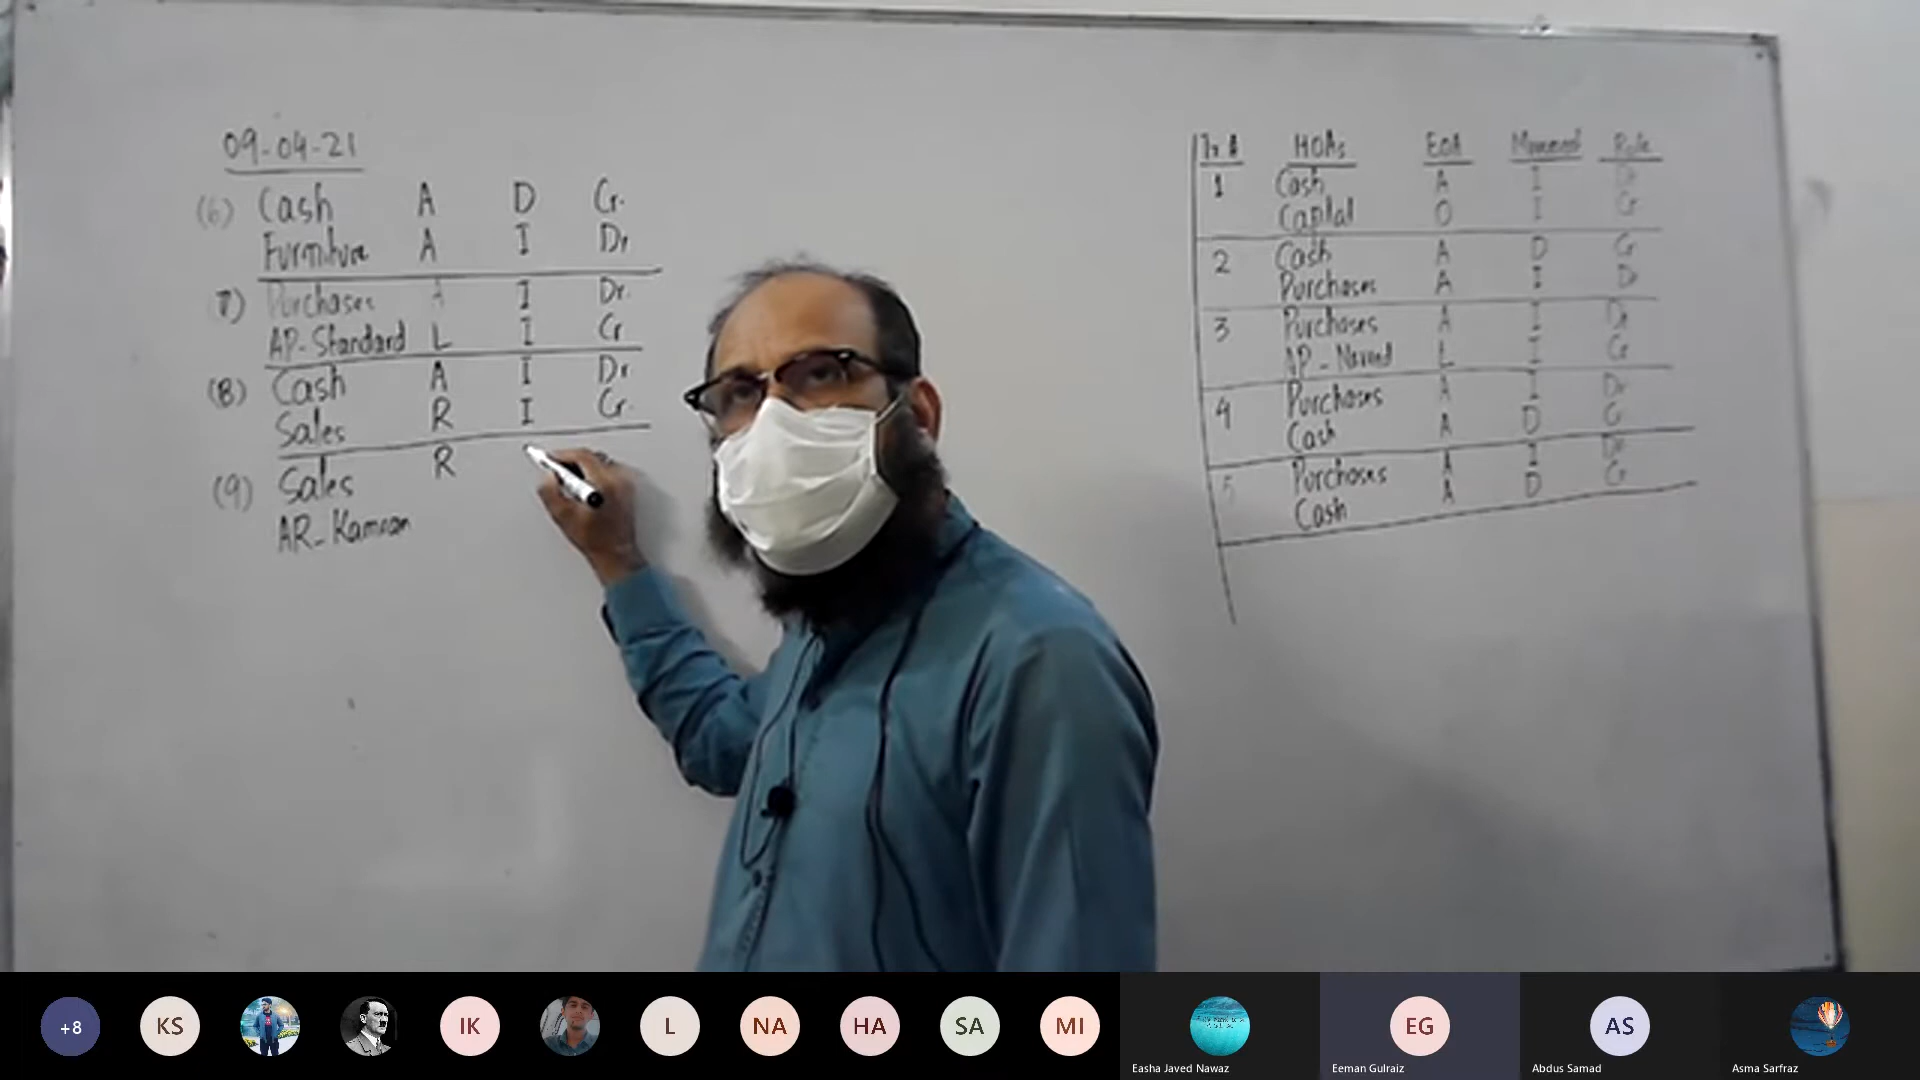 09-04-21
(6) Cash A D Cr.
Furniture A I Dr
(7) Purchases A I Dr.
AP-Standard L I Cr
(8) Cash A I Dr
Sales R I Cr.
(9) Sales R
AR-Kamran
Tr # HOAs EOA Rule
1 Cash A I Dr
Capital O I Cr
2 Cash A D Cr
Purchases A I Dr
3 Purchases A I Dr
AP-Naveed L I Cr
4 Purchases A I Dr
Cash A D Cr
5 Purchases A I Dr
Cash A D Cr
+8 KS IK L NA HA SA MI EG AS
Easha Javed Nawaz Eeman Gulraiz Abdus Samad Asma Sarfraz